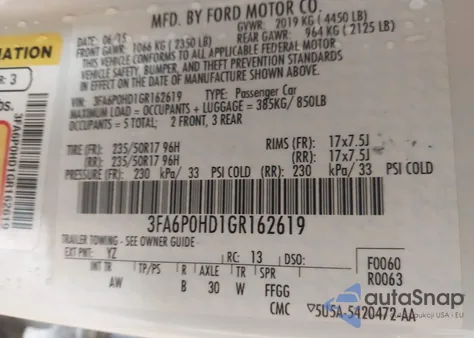 MFD. BY FORD MOTOR CO.
DATE: 06/15 GVWR: 2019 KG ( 4450 LB)
FRONT GAWR: 1066 KG ( 2350 LB) REAR GAWR: 964 KG ( 2125 LB)
THIS VEHICLE CONFORMS TO ALL APPLICABLE FEDERAL MOTOR
VEHICLE SAFETY, BUMPER, AND THEFT PREVENTION STANDARDS
IN EFFECT ON THE DATE OF MANUFACTURE SHOWN ABOVE.
VIN: 3FA6P0HD1GR162619 TYPE: Passenger Car
MAXIMUM LOAD = OCCUPANTS + LUGGAGE = 385KG/ 850LB
OCCUPANTS = 5 TOTAL; 2 FRONT, 3 REAR
TIRE (FR): 235/50R17 96H RIMS (FR): 17x7.5J
(RR): 235/50R17 96H (RR): 17x7.5J
PRESSURE (FR): 230 kPa/ 33 PSI COLD (RR): 230 kPa/ 33 PSI COLD
3FA6P0HD1GR162619
TRAILER TOWING - SEE OWNER GUIDE
EXT PNT: YZ RC: 13 DSO: F0060
INT TR TP/PS R AXLE TR SPR R0063
AW B 30 W FFGG
CMC 5U5A-5420472-AA
MATION
R: 3
bs.
3FA6P0HD1GR162619
autoSnap